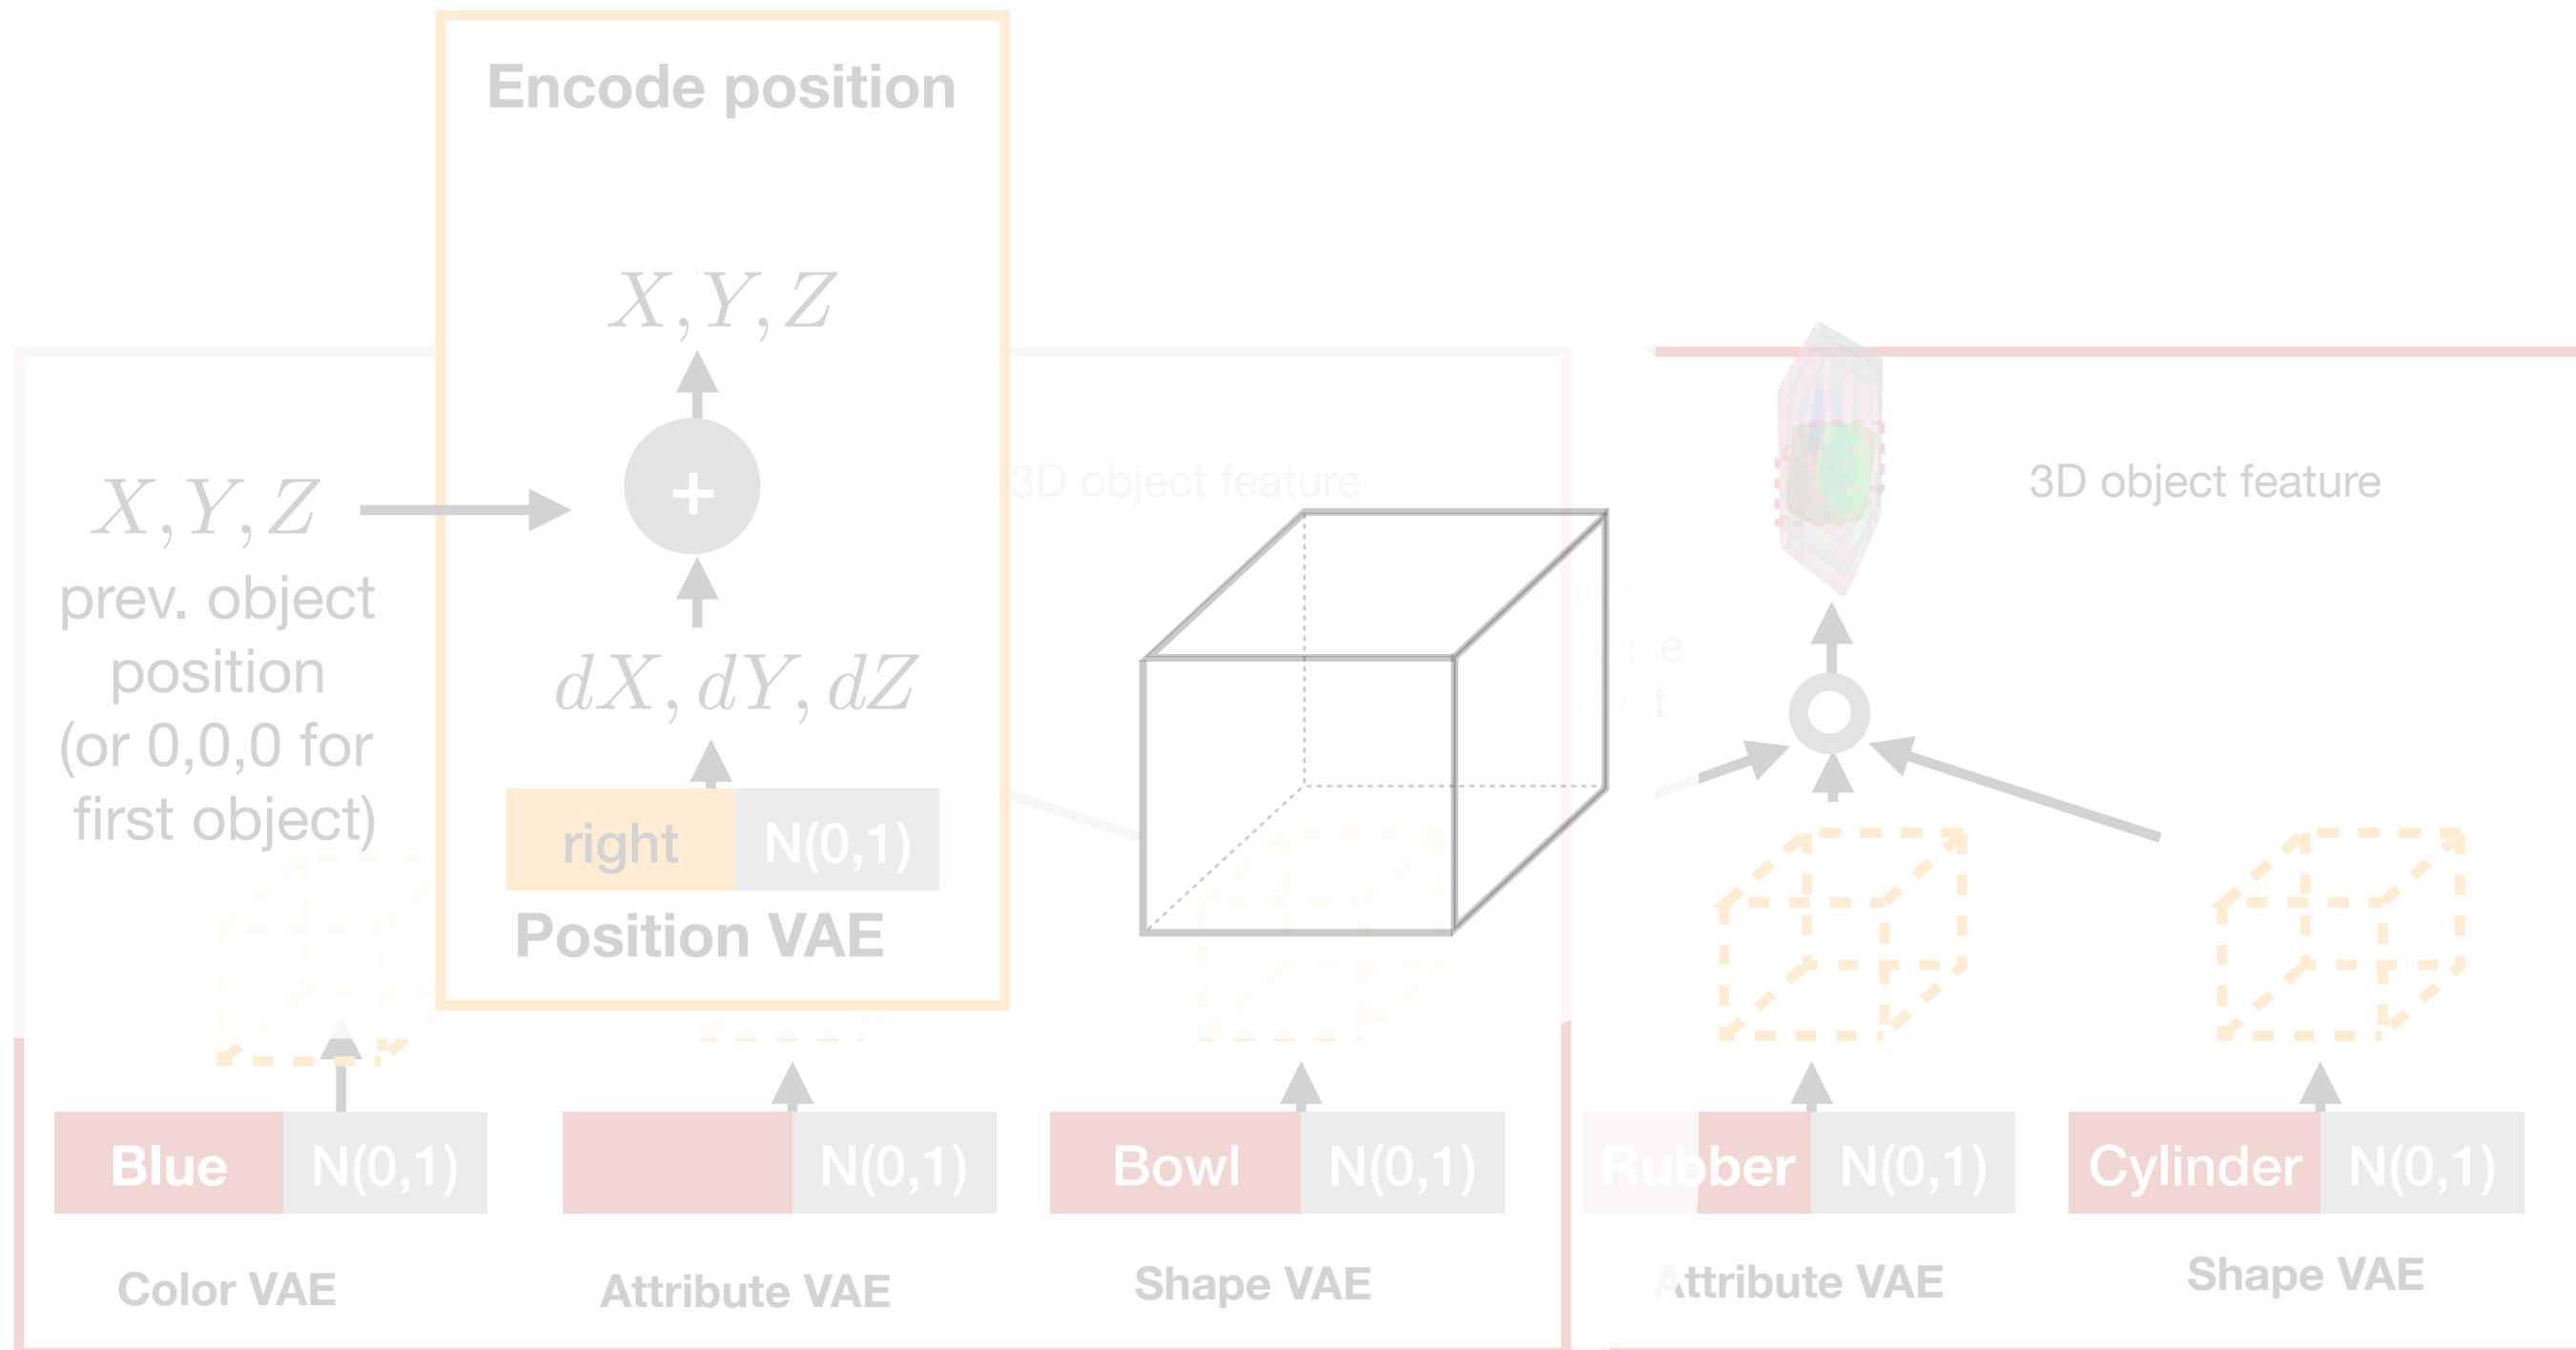 Encode position
X, Y, Z
+
X, Y, Z
prev. object
position
(or 0,0,0 for
first object)
dX, dY, dZ
right N(0,1)
Position VAE
3D object feature
3D object feature
Blue N(0,1)
Color VAE
N(0,1)
Attribute VAE
Bowl N(0,1)
Shape VAE
Rubber N(0,1)
Attribute VAE
Cylinder N(0,1)
Shape VAE